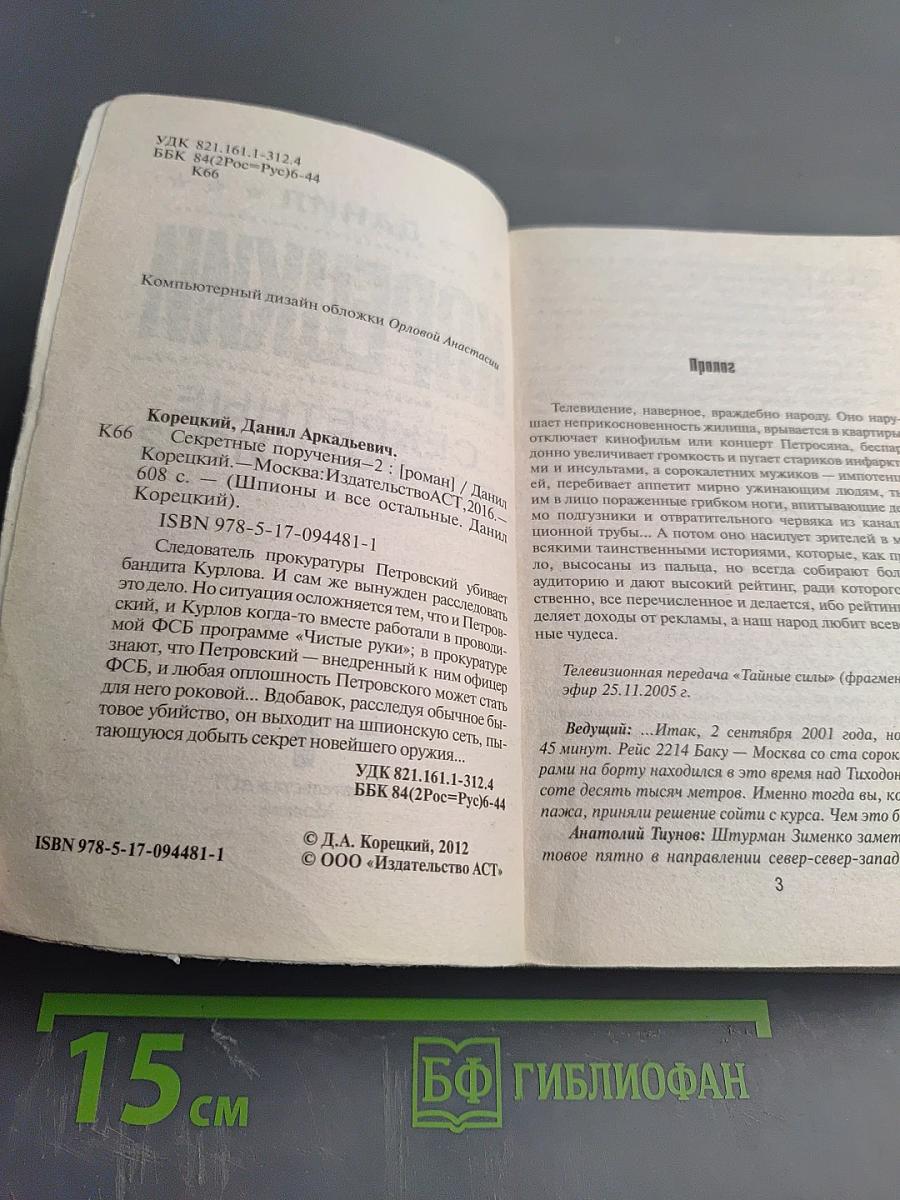 УДК 821.161.1-312.4
ББК 84(2Рос=Рус)6-44
К66
Компьютерный дизайн обложки Орловой Анастасии
Корецкий, Данил Аркадьевич.
К66 Секретные поручения—2 : [роман] / Данил
Корецкий.—Москва:ИздательствоАСТ,2016.—
608 с. — (Шпионы и все остальные. Данил
Корецкий).
ISBN 978-5-17-094481-1
Следователь прокуратуры Петровский убивает
бандита Курлова. И сам же вынужден расследовать
это дело. Но ситуация осложняется тем, что и Петров-
ский, и Курлов когда-то вместе работали в проводи-
мой ФСБ программе «Чистые руки»; в прокуратуре
знают, что Петровский — внедренный к ним офицер
ФСБ, и любая оплошность Петровского может стать
для него роковой... Вдобавок, расследуя обычное бы-
товое убийство, он выходит на шпионскую сеть, пы-
тающуюся добыть секрет новейшего оружия...
УДК 821.161.1-312.4
ББК 84(2Рос=Рус)6-44
ISBN 978-5-17-094481-1
© Д.А. Корецкий, 2012
© ООО «Издательство АСТ»
Пролог
Телевидение, наверное, враждебно народу. Оно нару-
шает неприкосновенность жилища, врывается в квартиры
отключает кинофильм или концерт Петросяна, беспар
донно увеличивает громкость и пугает стариков инфаркт
ми и инсультами, а сорокалетних мужиков — импотенц
ей, перебивает аппетит мирно ужинающим людям, т
им в лицо пораженные грибком ноги, впитывающие де
мо подгузники и отвратительного червяка из канал
ционной трубы... А потом оно насилует зрителей в м
всякими таинственными историями, которые, как п
ло, высосаны из пальца, но всегда собирают бол
аудиторию и дают высокий рейтинг, ради которого
ственно, все перечисленное и делается, ибо рейтинг
деляет доходы от рекламы, а наш народ любит всев
ные чудеса.
Телевизионная передача «Тайные силы» (фрагмен
эфир 25.11.2005 г.
Ведущий: ...Итак, 2 сентября 2001 года, но
45 минут. Рейс 2214 Баку — Москва со ста сорок
рами на борту находился в это время над Тиходон
соте десять тысяч метров. Именно тогда вы, ко
пажа, приняли решение сойти с курса. Чем это б
Анатолий Тиунов: Штурман Зименко замет
товое пятно в направлении север-север-запад
3
15 см
БФ ГИБЛИОФАН